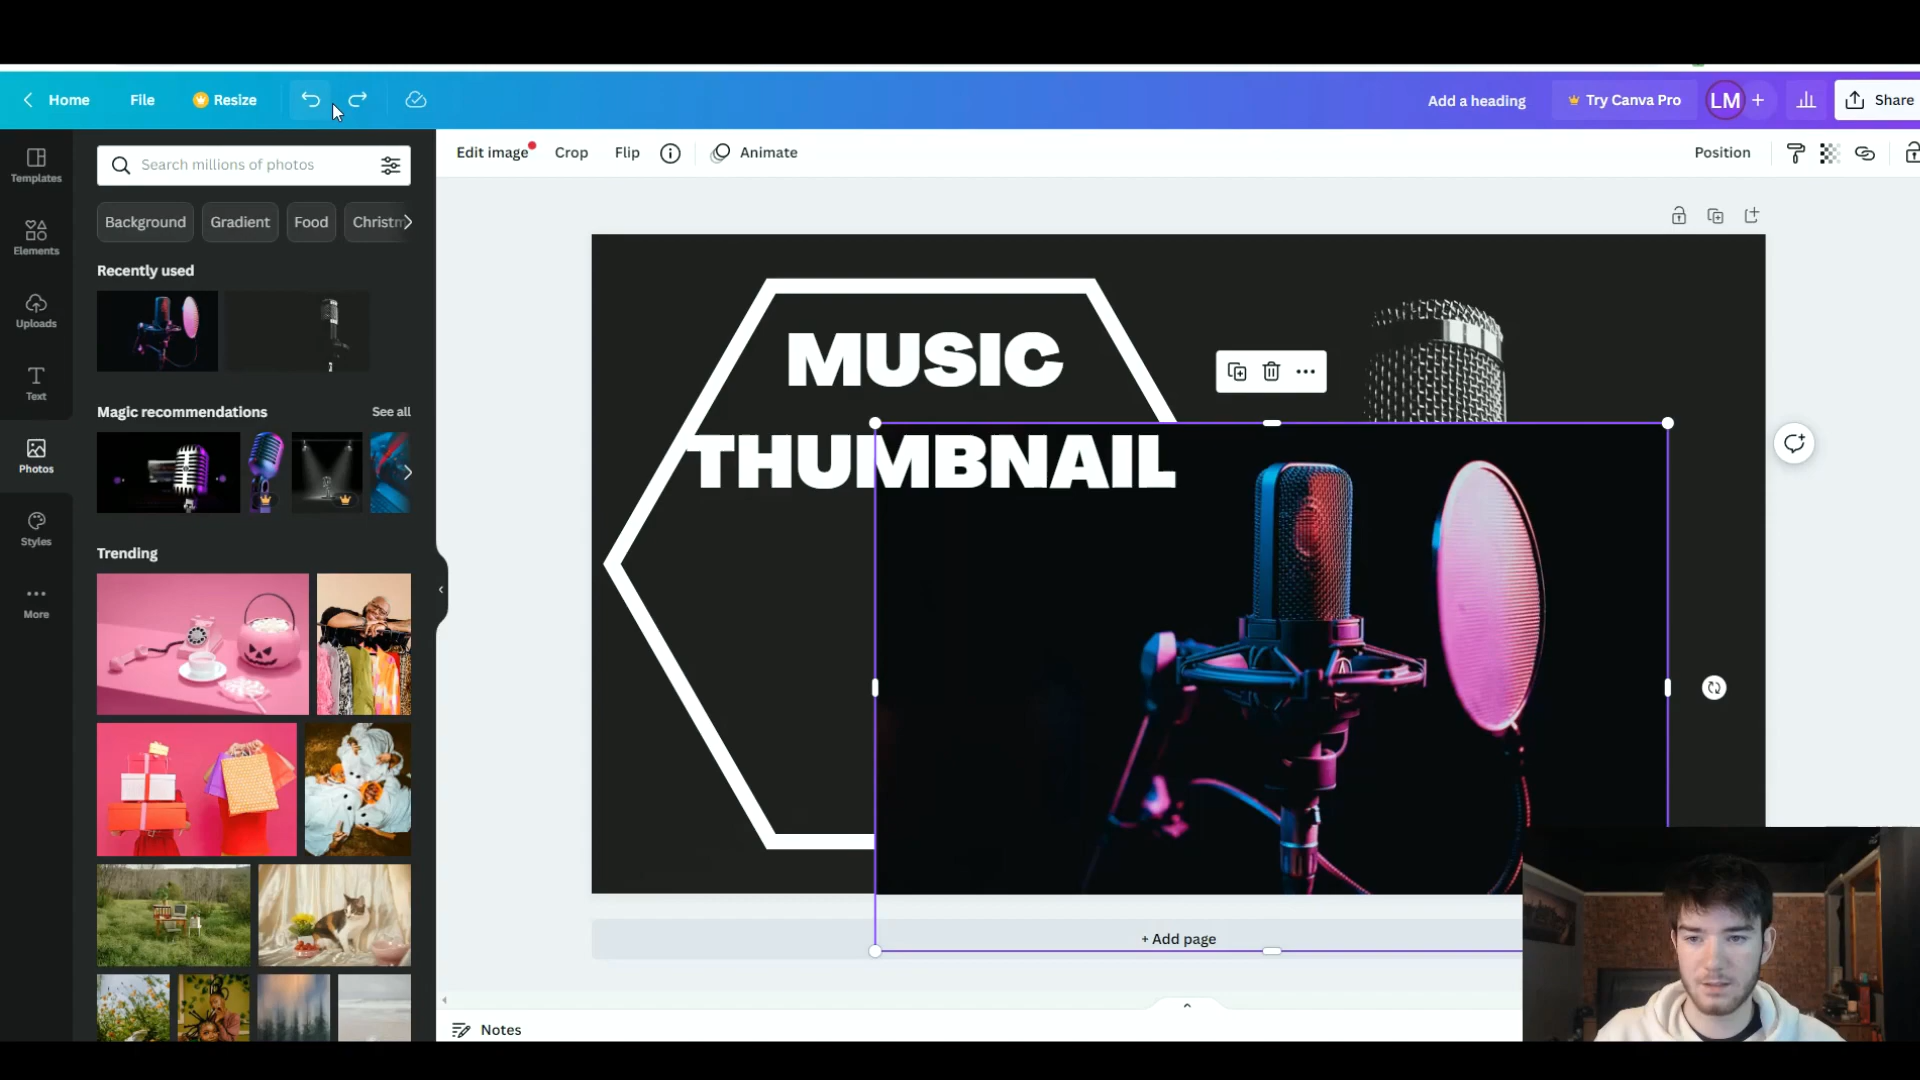 Home
File
Resize
Add a heading
Try Canva Pro
LM
+
Share
Templates
Elements
Uploads
Text
Photos
Styles
More
Search millions of photos
Background
Gradient
Food
Christm
Recently used
Magic recommendations
See all
Trending
Edit image
Crop
Flip
Animate
Position
MUSIC
THUMBNAIL
+ Add page
Notes